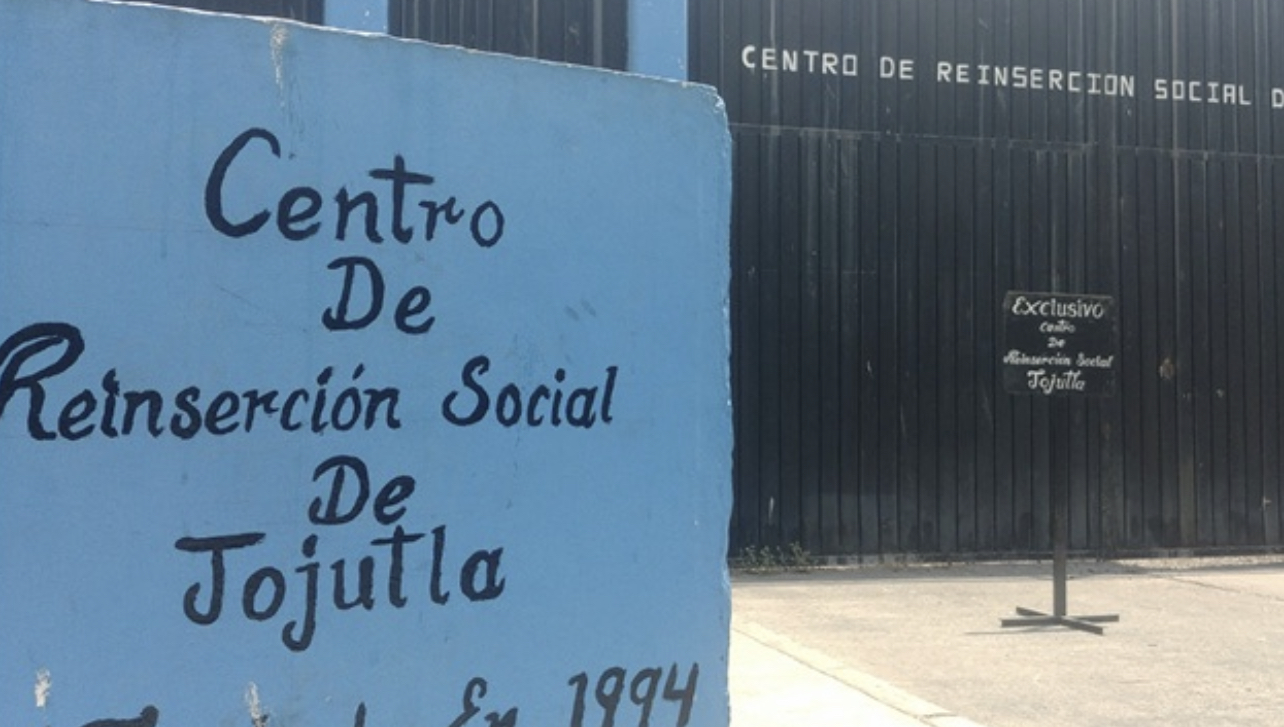 Centro
De
Reinserción Social
De
Jojutla
En 1994
CENTRO DE REINSERCION SOCIAL D
Exclusivo
Centro
De
Reinserción Social
Jojutla